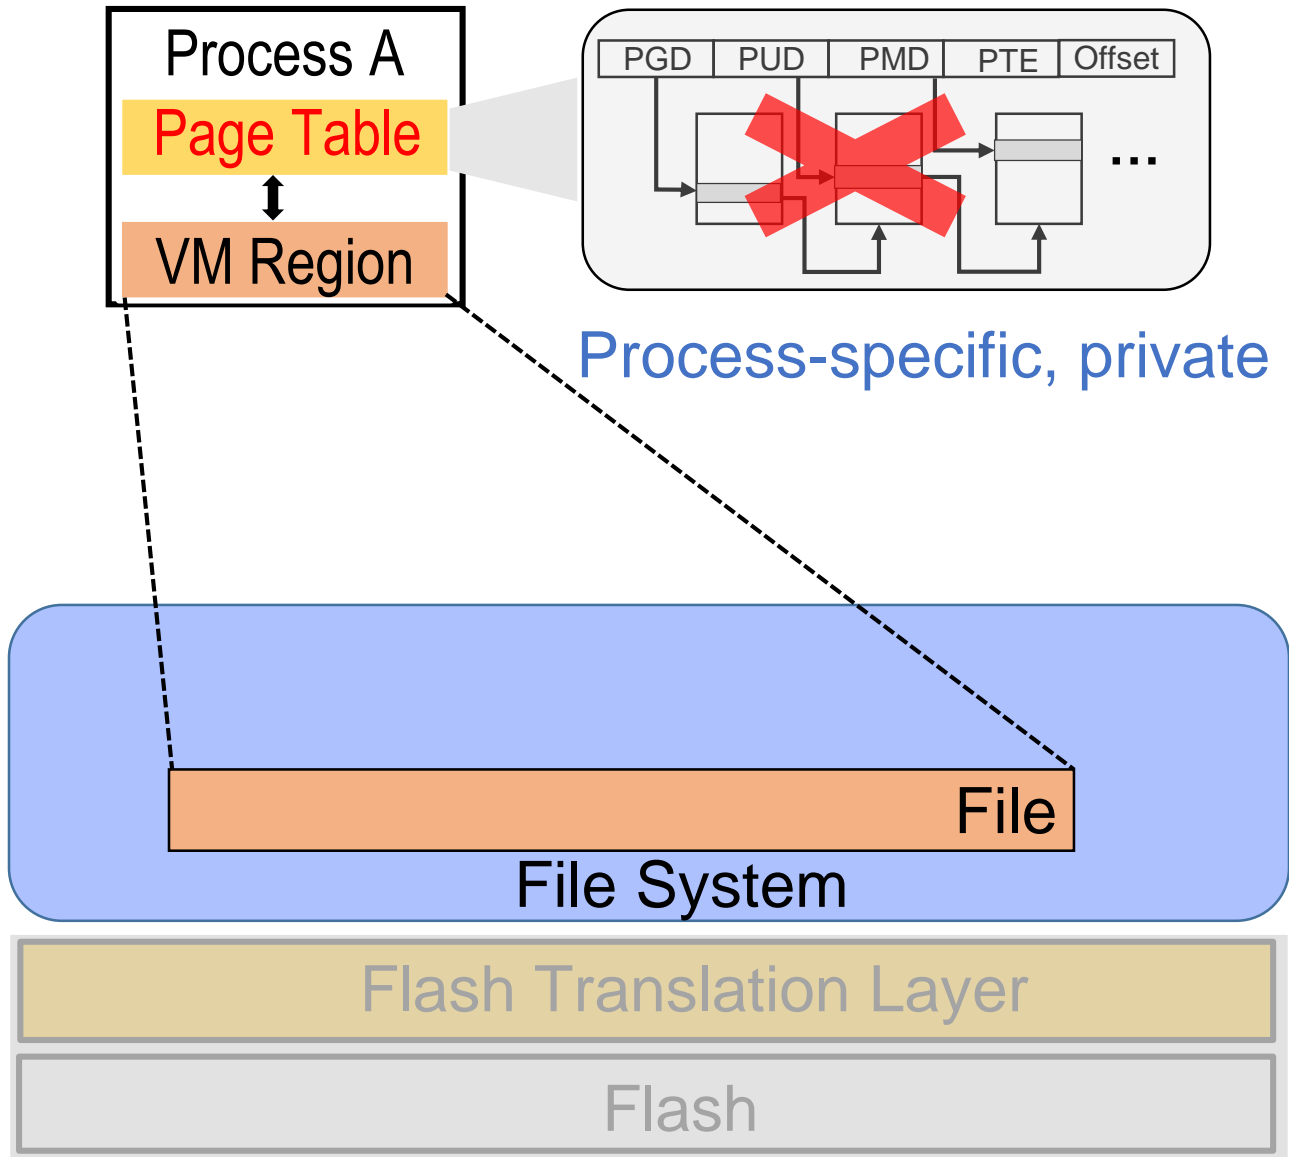 Process A
Page Table
VM Region
PGD PUD PMD PTE Offset
...
Process-specific, private
File
File System
Flash Translation Layer
Flash